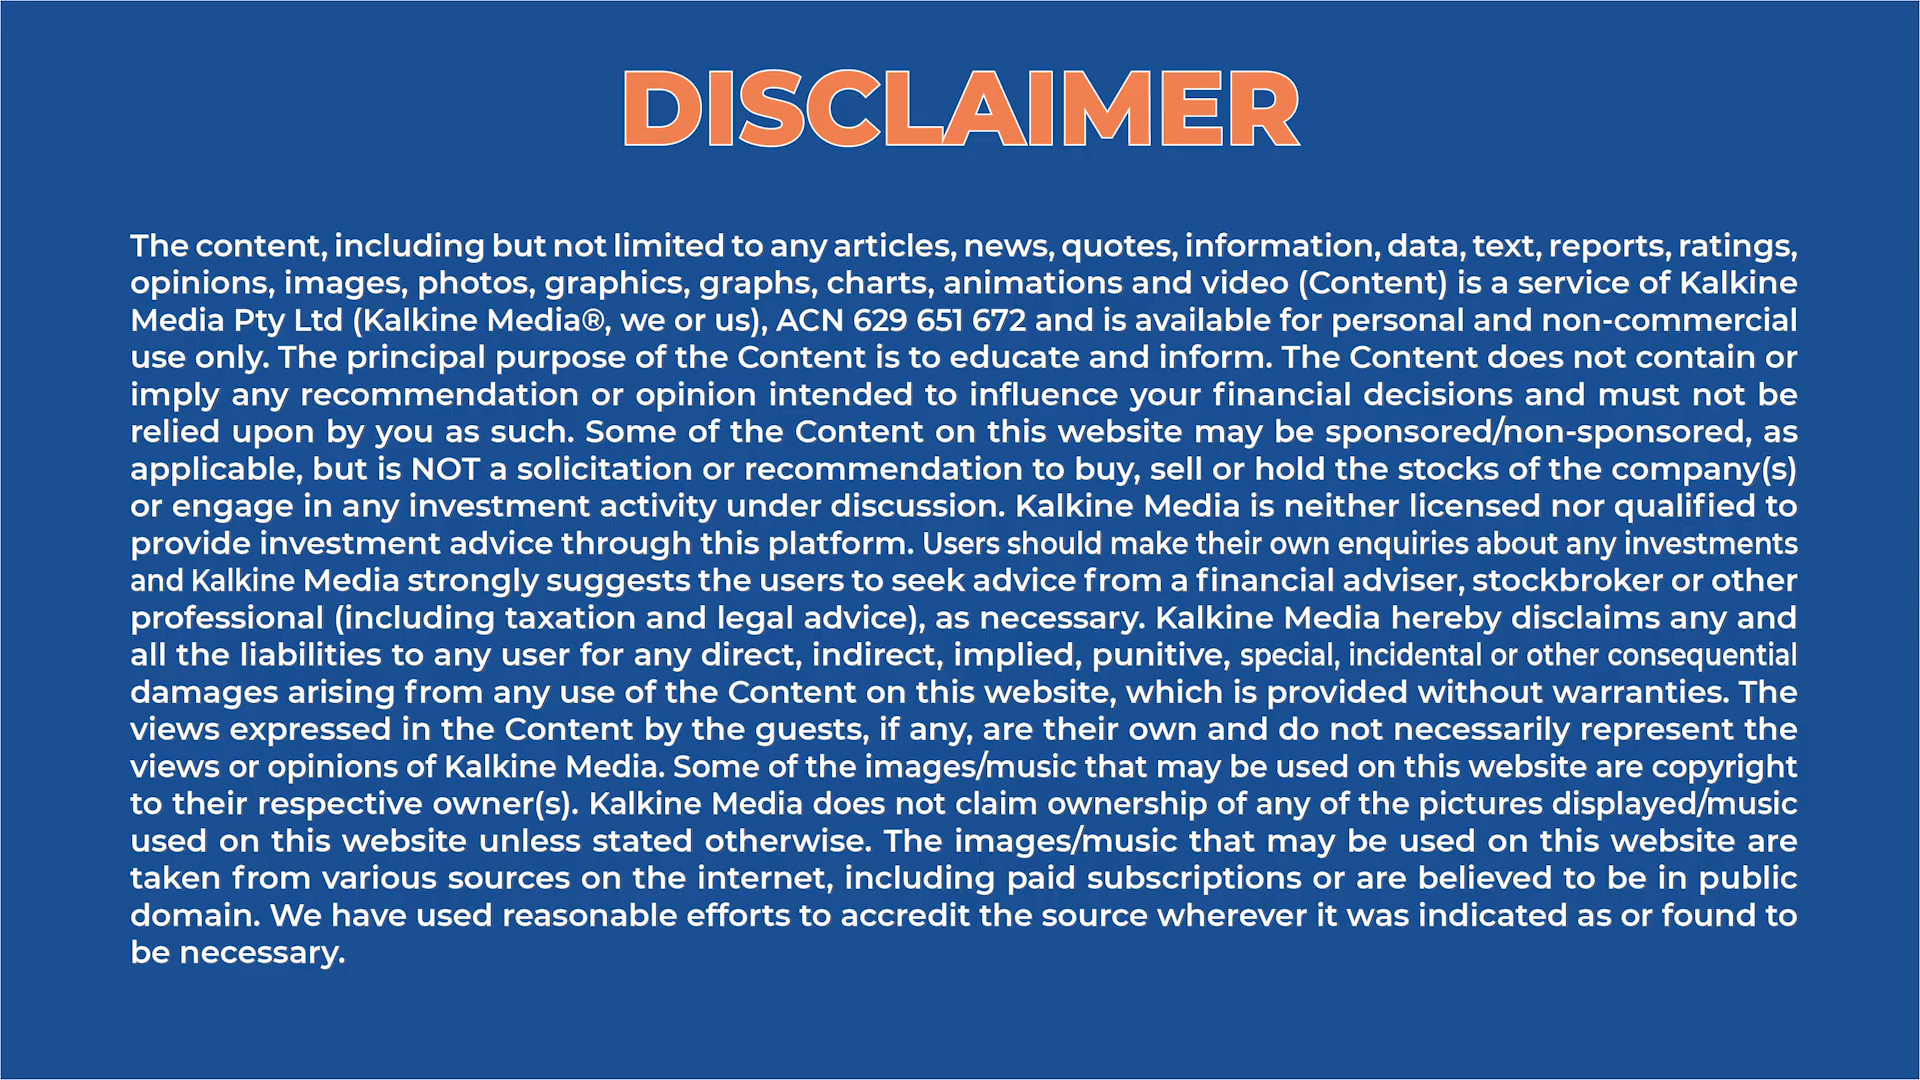 DISCLAIMER
The content, including but not limited to any articles, news, quotes, information, data, text, reports, ratings,
opinions, images, photos, graphics, graphs, charts, animations and video (Content) is a service of Kalkine
Media Pty Ltd (Kalkine Media®, we or us), ACN 629 651 672 and is available for personal and non-commercial
use only. The principal purpose of the Content is to educate and inform. The Content does not contain or
imply any recommendation or opinion intended to influence your financial decisions and must not be
relied upon by you as such. Some of the Content on this website may be sponsored/non-sponsored, as
applicable, but is NOT a solicitation or recommendation to buy, sell or hold the stocks of the company(s)
or engage in any investment activity under discussion. Kalkine Media is neither licensed nor qualified to
provide investment advice through this platform. Users should make their own enquiries about any investments
and Kalkine Media strongly suggests the users to seek advice from a financial adviser, stockbroker or other
professional (including taxation and legal advice), as necessary. Kalkine Media hereby disclaims any and
all the liabilities to any user for any direct, indirect, implied, punitive, special, incidental or other consequential
damages arising from any use of the Content on this website, which is provided without warranties. The
views expressed in the Content by the guests, if any, are their own and do not necessarily represent the
views or opinions of Kalkine Media. Some of the images/music that may be used on this website are copyright
to their respective owner(s). Kalkine Media does not claim ownership of any of the pictures displayed/music
used on this website unless stated otherwise. The images/music that may be used on this website are
taken from various sources on the internet, including paid subscriptions or are believed to be in public
domain. We have used reasonable efforts to accredit the source wherever it was indicated as or found to
be necessary.